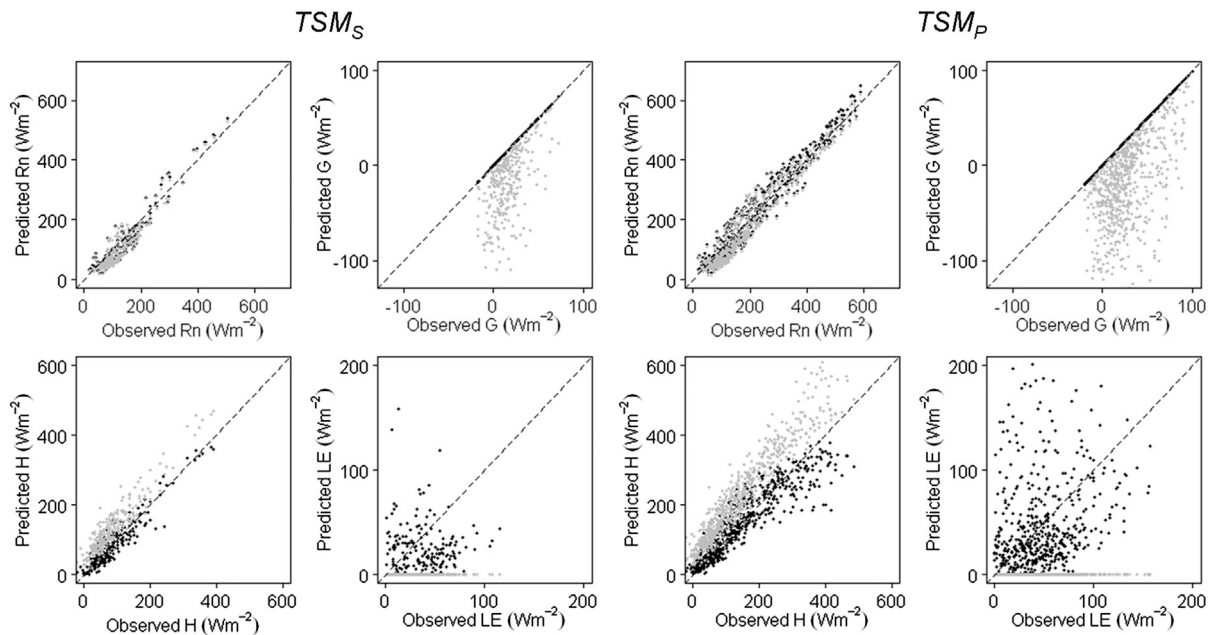 TSM_S
TSM_P
Predicted Rn (Wm⁻²)
600
400
200
0
0 200 400 600
Observed Rn (Wm⁻²)
Predicted G (Wm⁻²)
100
0
-100
-100 0 100
Observed G (Wm⁻²)
Predicted Rn (Wm⁻²)
600
400
200
0
0 200 400 600
Observed Rn (Wm⁻²)
Predicted G (Wm⁻²)
100
0
-100
-100 0 100
Observed G (Wm⁻²)
Predicted H (Wm⁻²)
600
400
200
0
0 200 400 600
Observed H (Wm⁻²)
Predicted LE (Wm⁻²)
200
100
0
0 100 200
Observed LE (Wm⁻²)
Predicted H (Wm⁻²)
600
400
200
0
0 200 400 600
Observed H (Wm⁻²)
Predicted LE (Wm⁻²)
200
100
0
0 100 200
Observed LE (Wm⁻²)